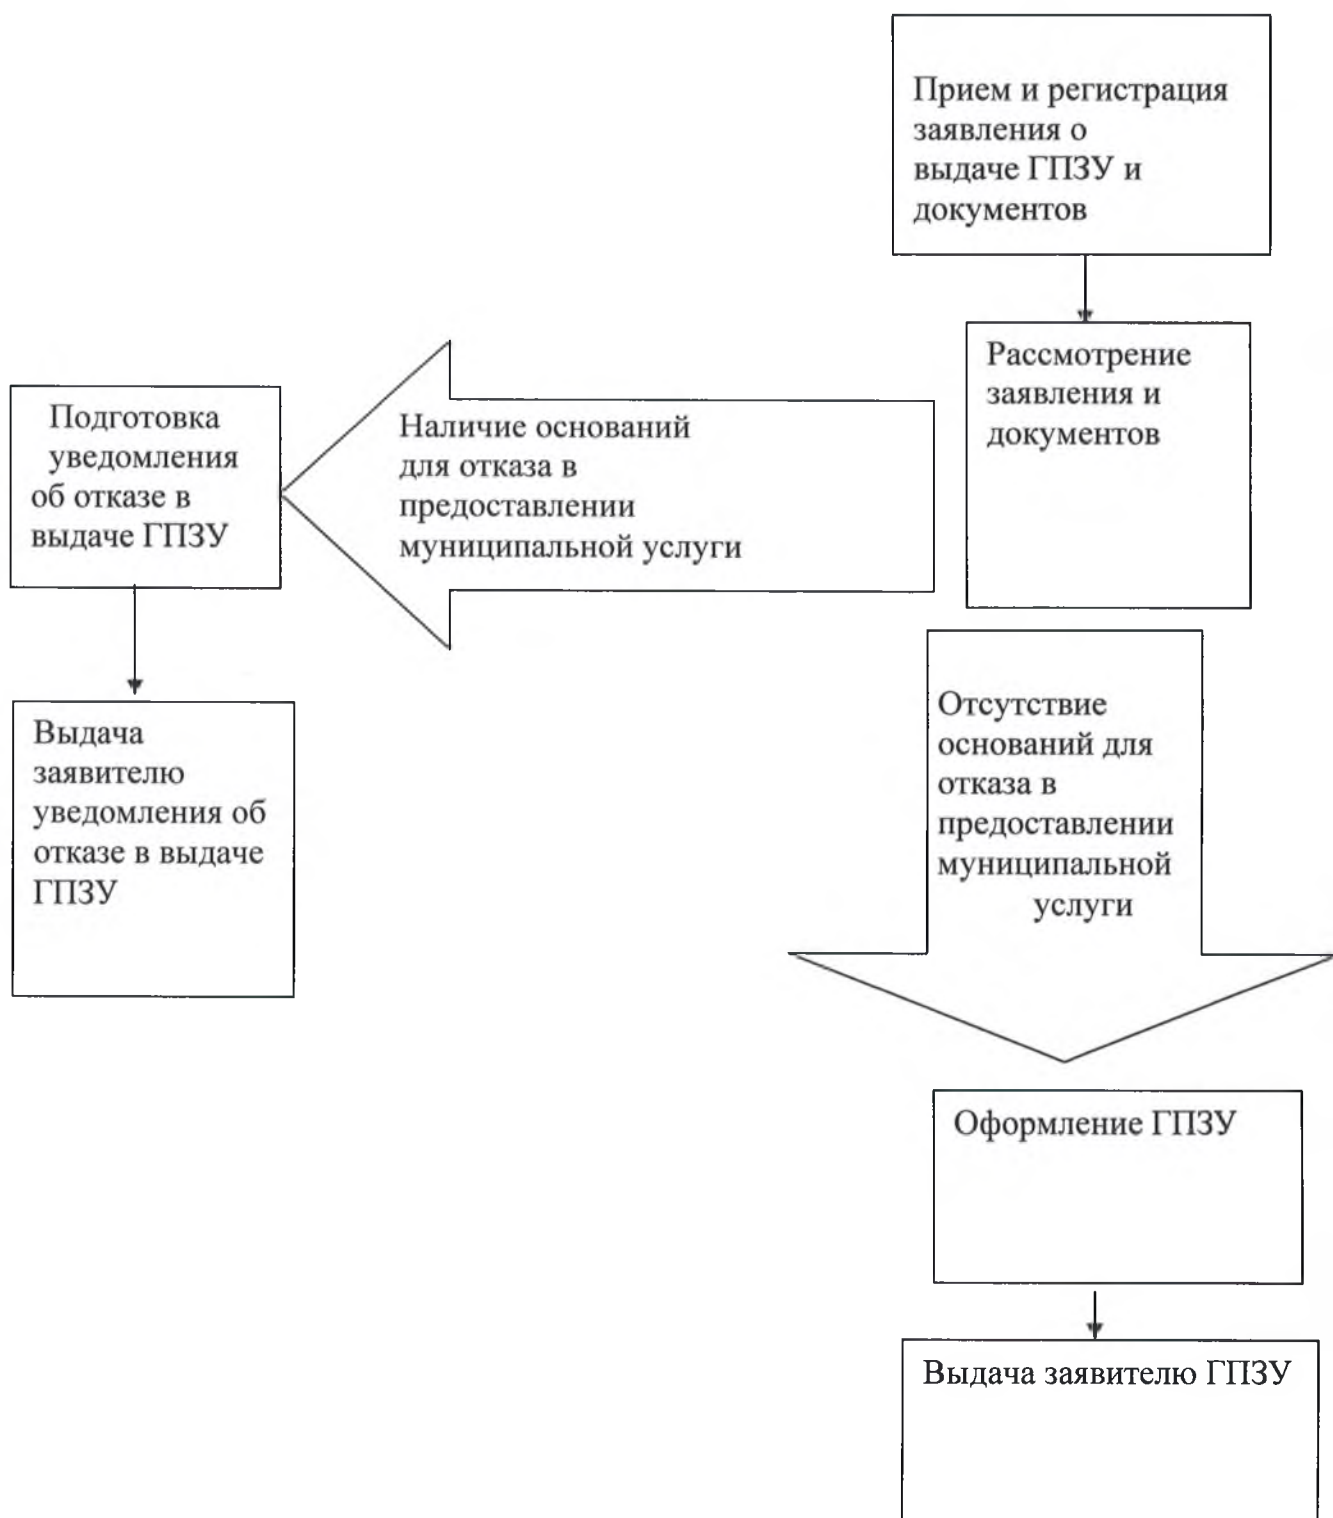 Прием и регистрация
заявления о
выдаче ГПЗУ и
документов
Рассмотрение
заявления и
документов
Наличие оснований
для отказа в
предоставлении
муниципальной услуги
Подготовка
уведомления
об отказе в
выдаче ГПЗУ
Выдача
заявителю
уведомления об
отказе в выдаче
ГПЗУ
Отсутствие
оснований для
отказа в
предоставлении
муниципальной
услуги
Оформление ГПЗУ
Выдача заявителю ГПЗУ